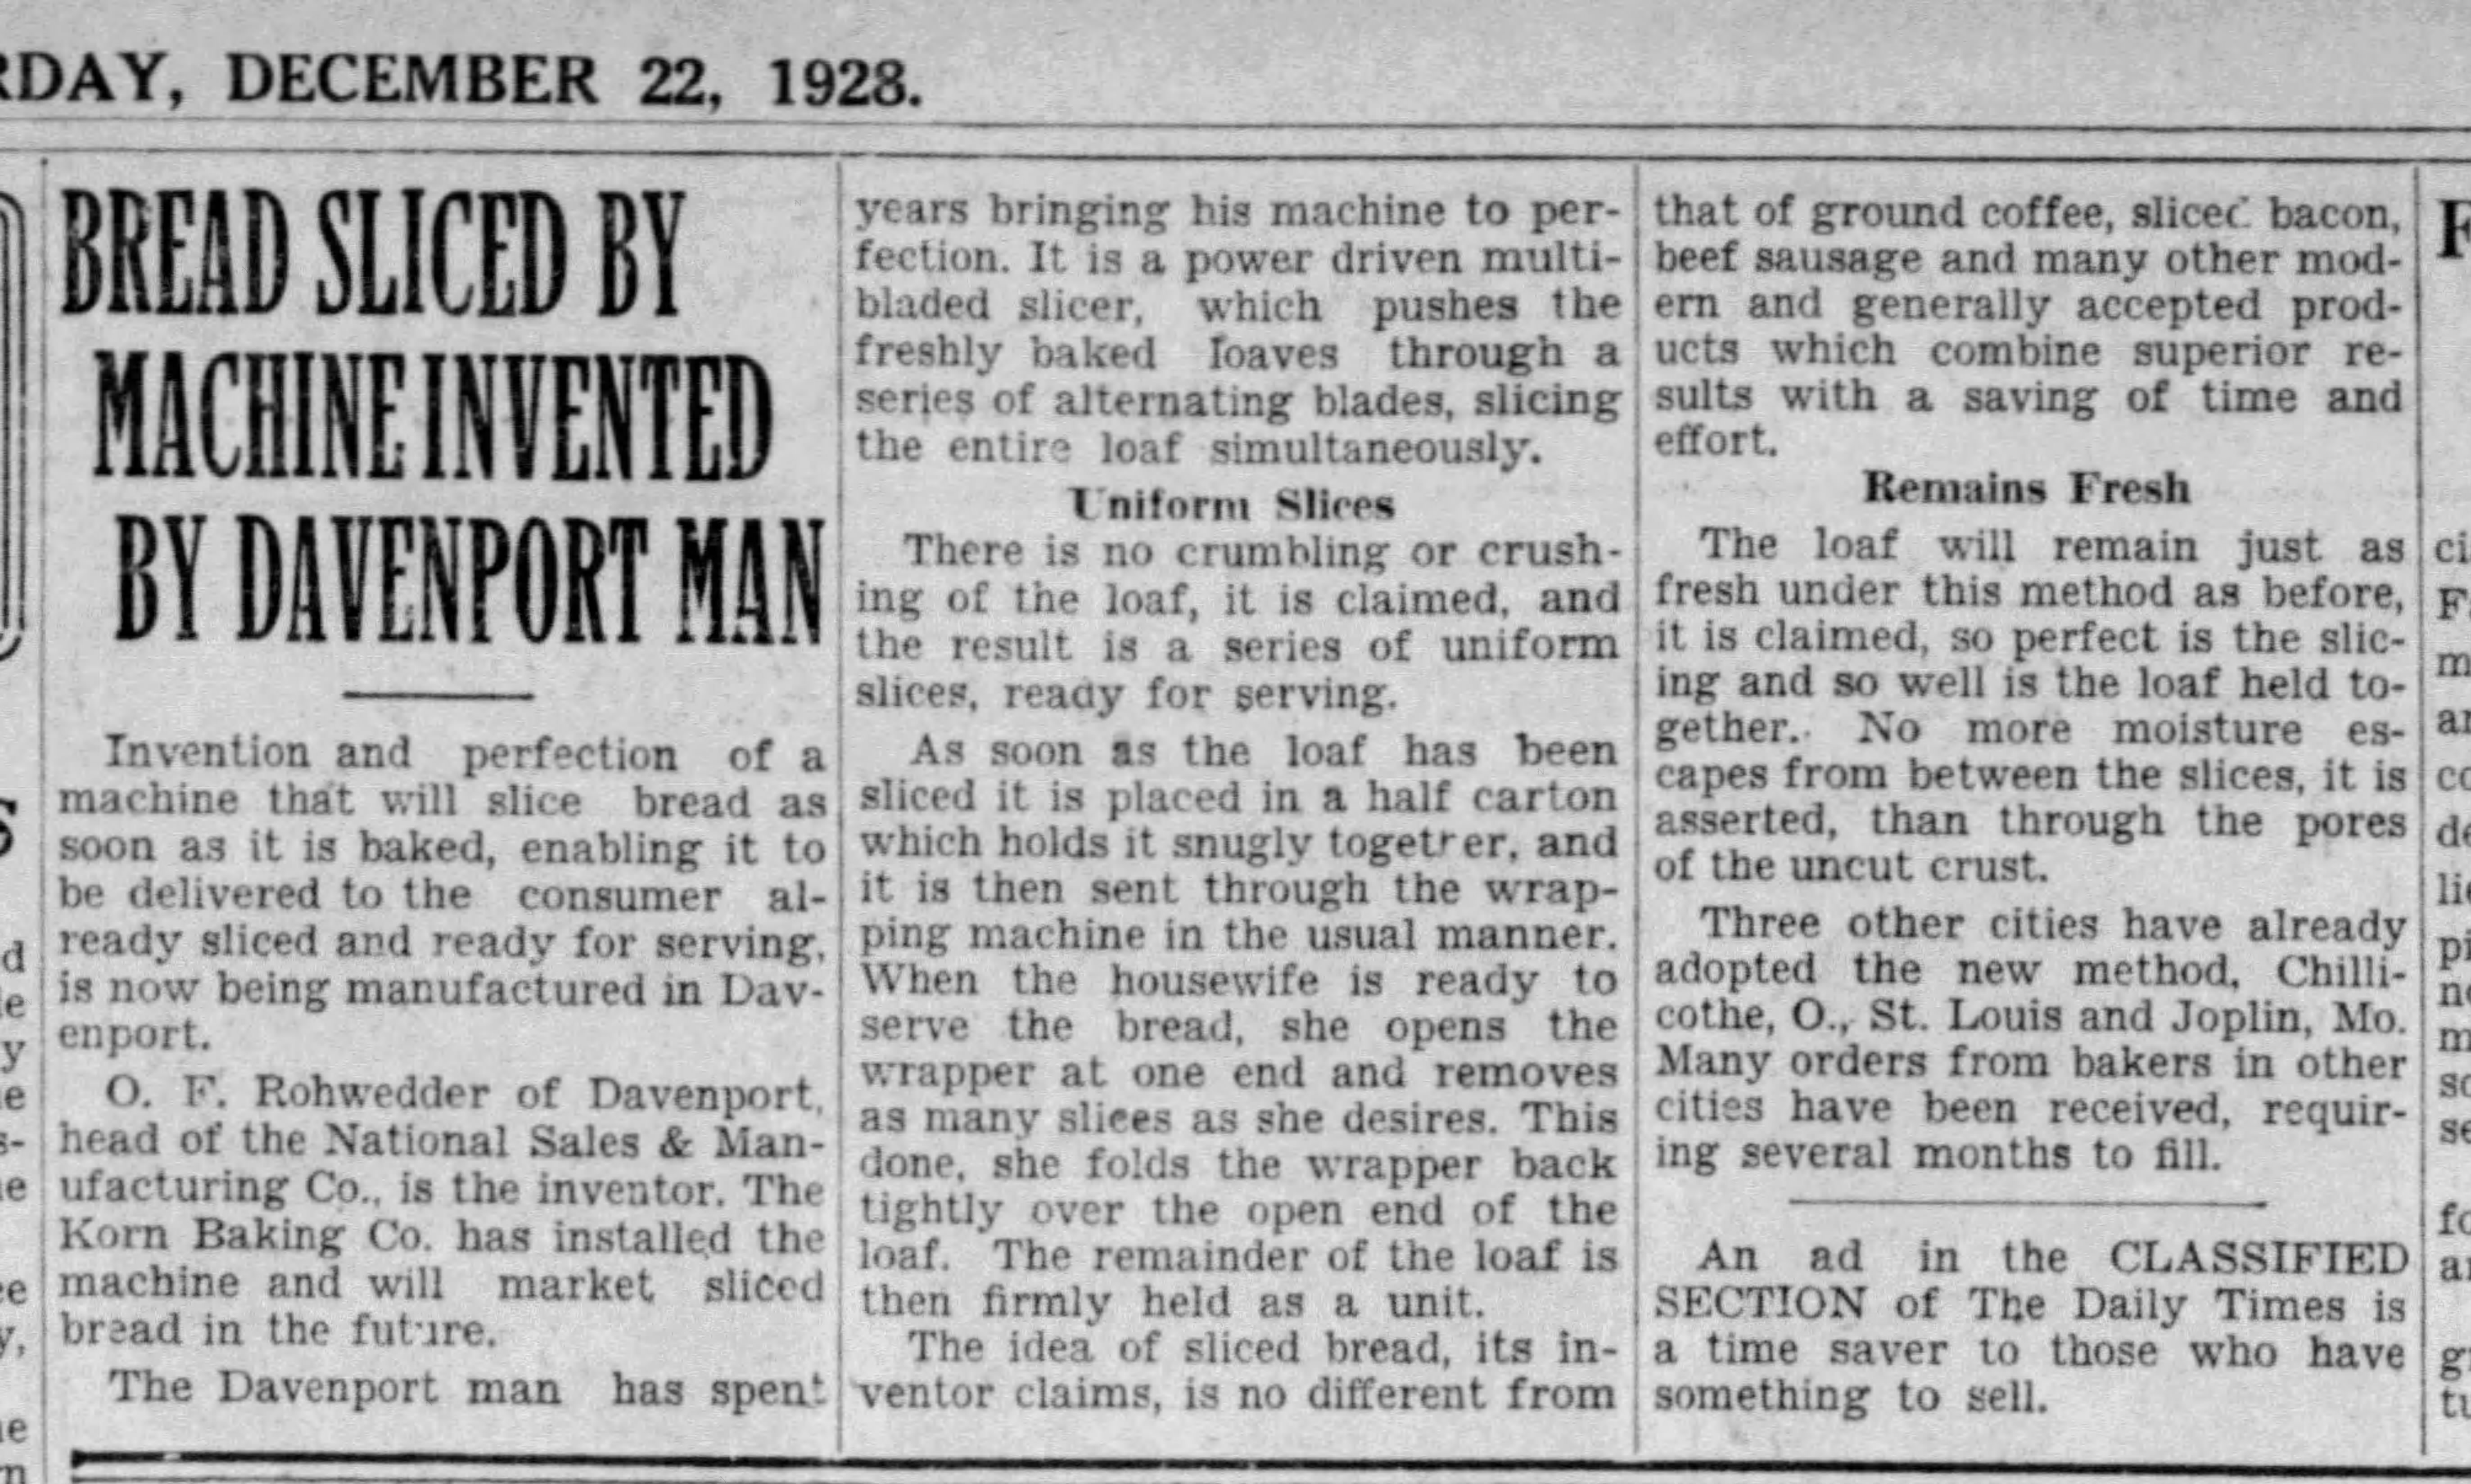 RDAY, DECEMBER 22, 1928.
BREAD SLICED BY
MACHINE INVENTED
BY DAVENPORT MAN
Invention and perfection of a
machine that will slice bread as
soon as it is baked, enabling it to
be delivered to the consumer al-
ready sliced and ready for serving,
is now being manufactured in Dav-
enport.
O. F. Rohwedder of Davenport,
head of the National Sales & Man-
ufacturing Co., is the inventor. The
Korn Baking Co. has installed the
machine and will market sliced
bread in the future.
The Davenport man has spent
years bringing his machine to per-
fection. It is a power driven multi-
bladed slicer, which pushes the
freshly baked loaves through a
series of alternating blades, slicing
the entire loaf simultaneously.
Uniform Slices
There is no crumbling or crush-
ing of the loaf, it is claimed, and
the result is a series of uniform
slices, ready for serving.
As soon as the loaf has been
sliced it is placed in a half carton
which holds it snugly together, and
it is then sent through the wrap-
ping machine in the usual manner.
When the housewife is ready to
serve the bread, she opens the
wrapper at one end and removes
as many slices as she desires. This
done, she folds the wrapper back
tightly over the open end of the
loaf. The remainder of the loaf is
then firmly held as a unit.
The idea of sliced bread, its in-
ventor claims, is no different from
that of ground coffee, sliced bacon,
beef sausage and many other mod-
ern and generally accepted prod-
ucts which combine superior re-
sults with a saving of time and
effort.
Remains Fresh
The loaf will remain just as
fresh under this method as before,
it is claimed, so perfect is the slic-
ing and so well is the loaf held to-
gether. No more moisture es-
capes from between the slices, it is
asserted, than through the pores
of the uncut crust.
Three other cities have already
adopted the new method, Chilli-
cothe, O., St. Louis and Joplin, Mo.
Many orders from bakers in other
cities have been received, requir-
ing several months to fill.
An ad in the CLASSIFIED
SECTION of The Daily Times is
a time saver to those who have
something to sell.